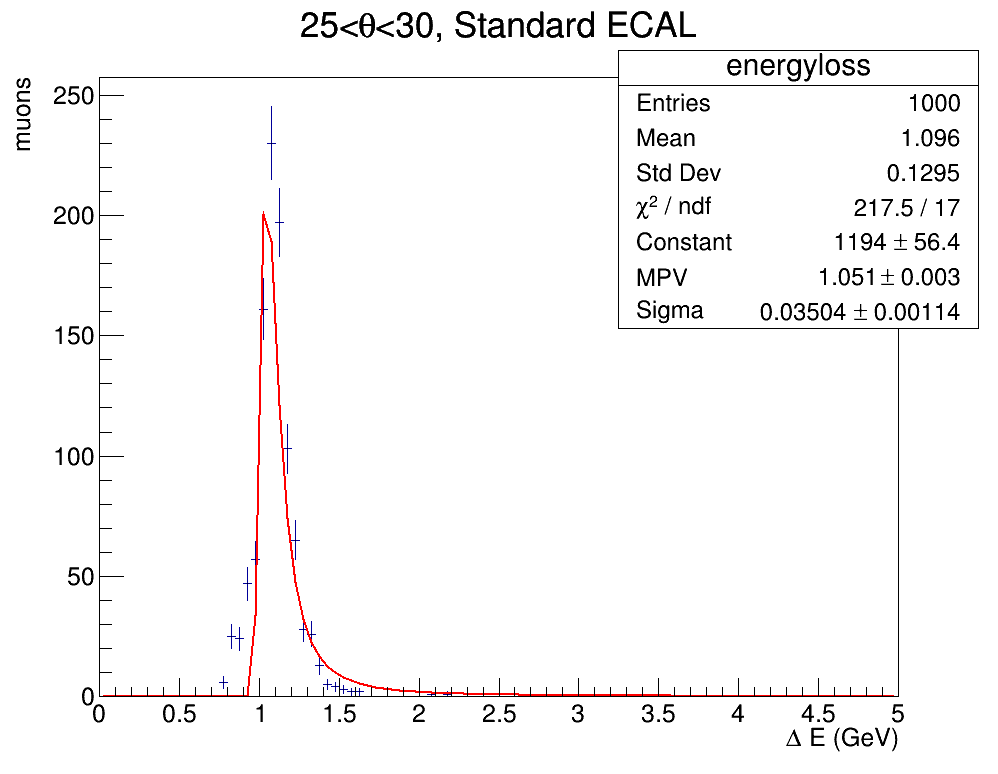 25<θ<30, Standard ECAL
muons
energyloss
Entries 1000
Mean 1.096
Std Dev 0.1295
χ² / ndf 217.5 / 17
Constant 1194 ± 56.4
MPV 1.051 ± 0.003
Sigma 0.03504 ± 0.00114
250
200
150
100
50
0
0 0.5 1 1.5 2 2.5 3 3.5 4 4.5 5
Δ E (GeV)